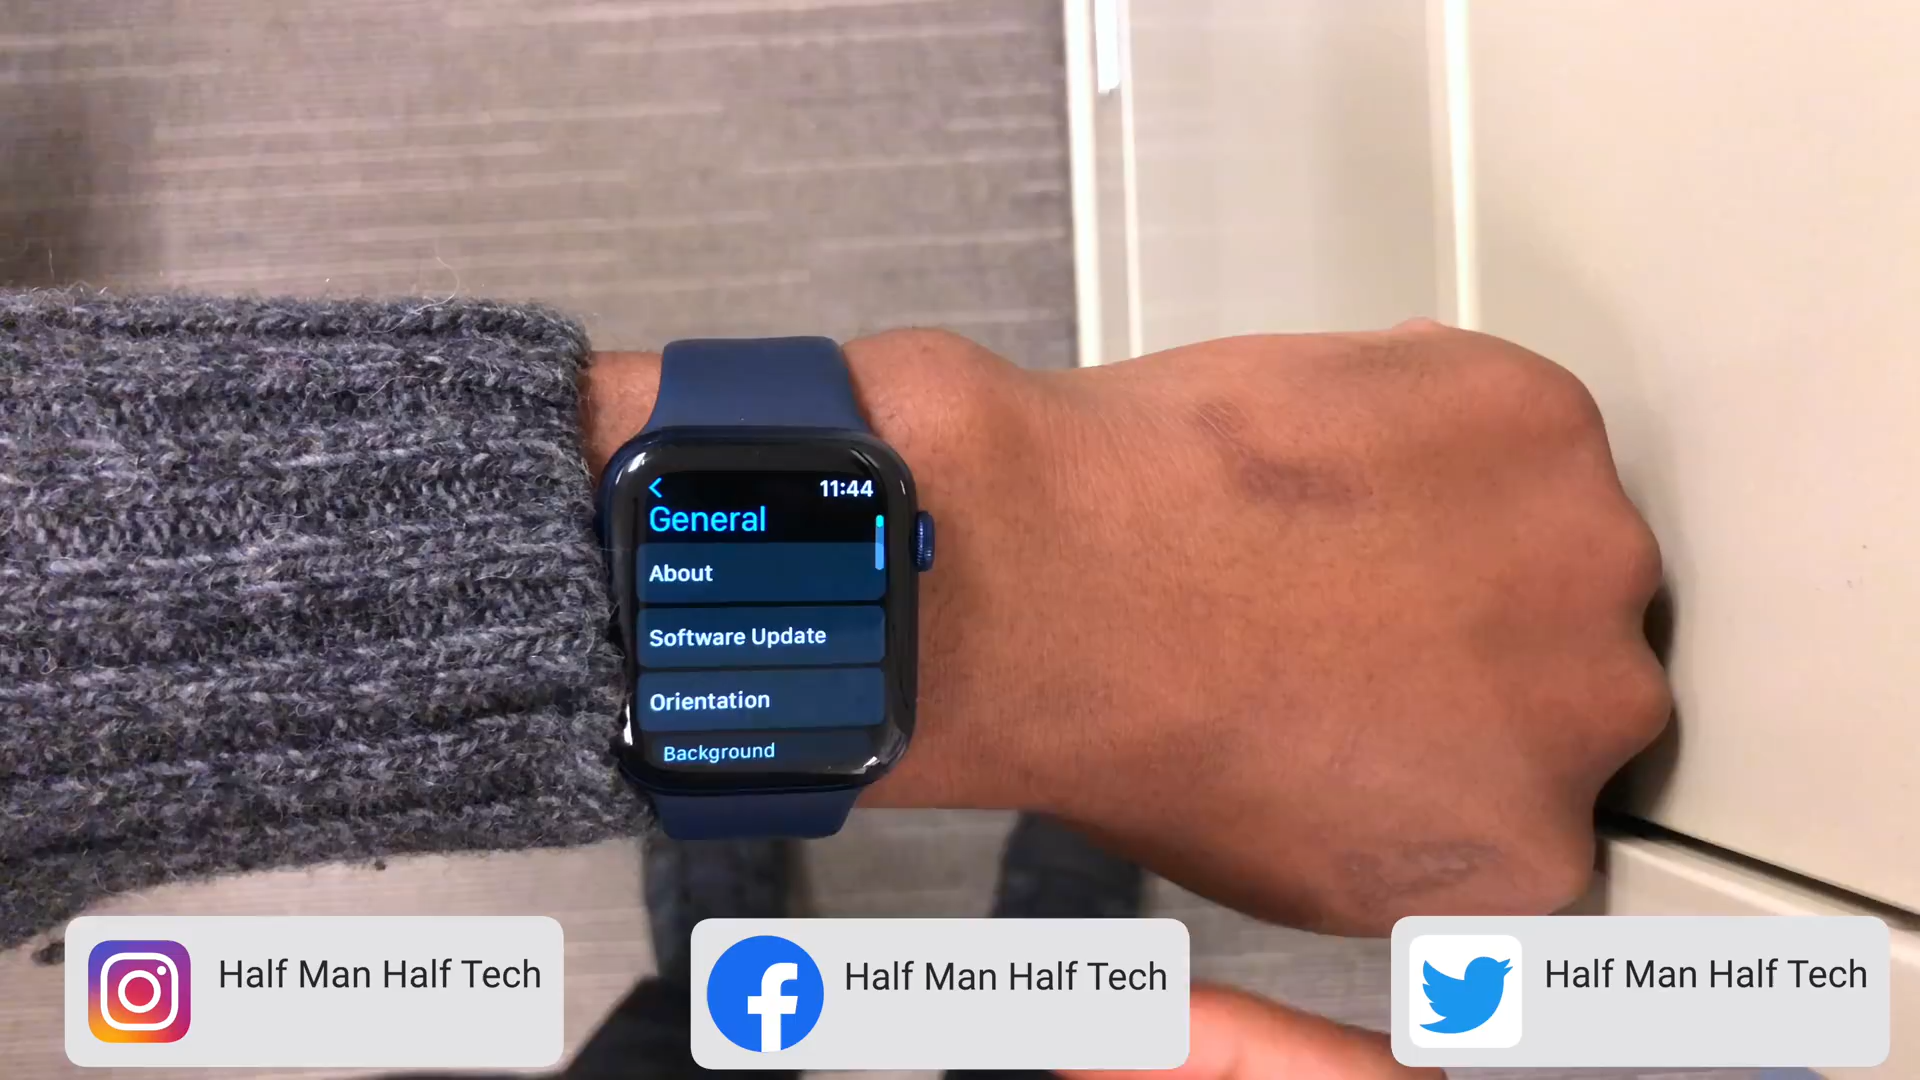 11:44
General
About
Software Update
Orientation
Background
Half Man Half Tech
Half Man Half Tech
Half Man Half Tech